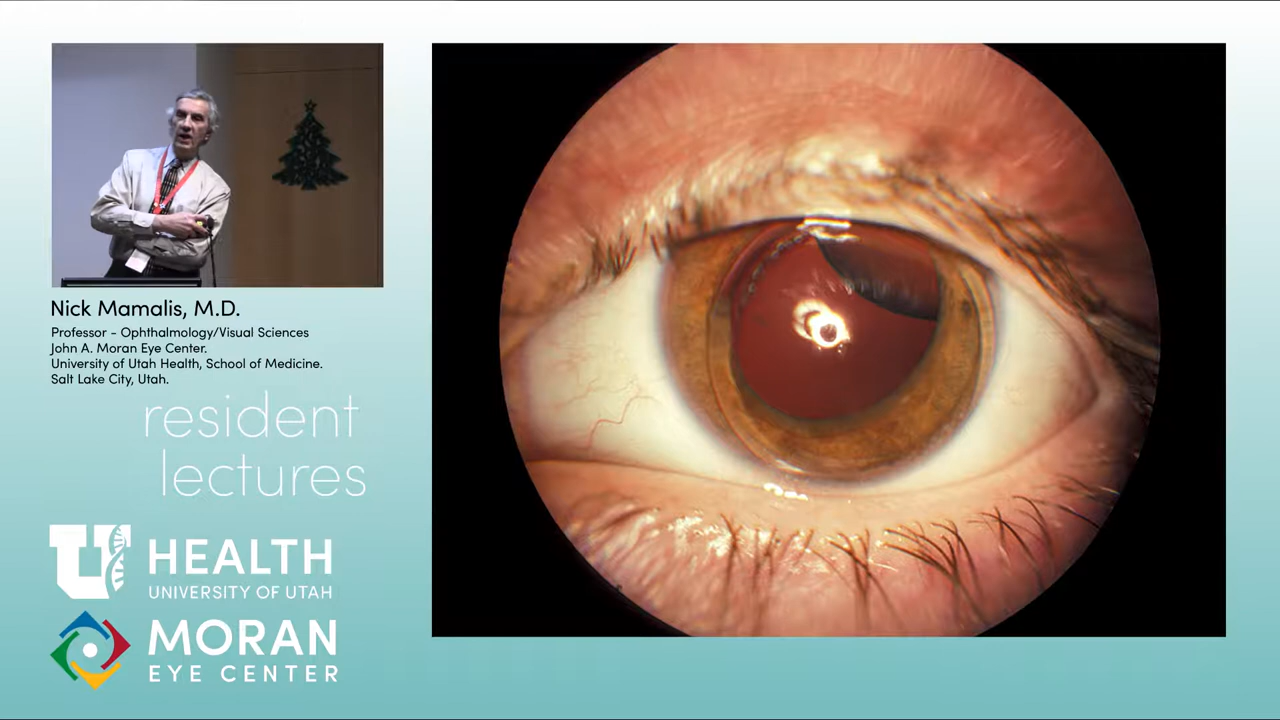 Nick Mamalis, M.D.
Professor - Ophthalmology/Visual Sciences
John A. Moran Eye Center.
University of Utah Health, School of Medicine.
Salt Lake City, Utah.
resident
lectures
U HEALTH
UNIVERSITY OF UTAH
MORAN
EYE CENTER